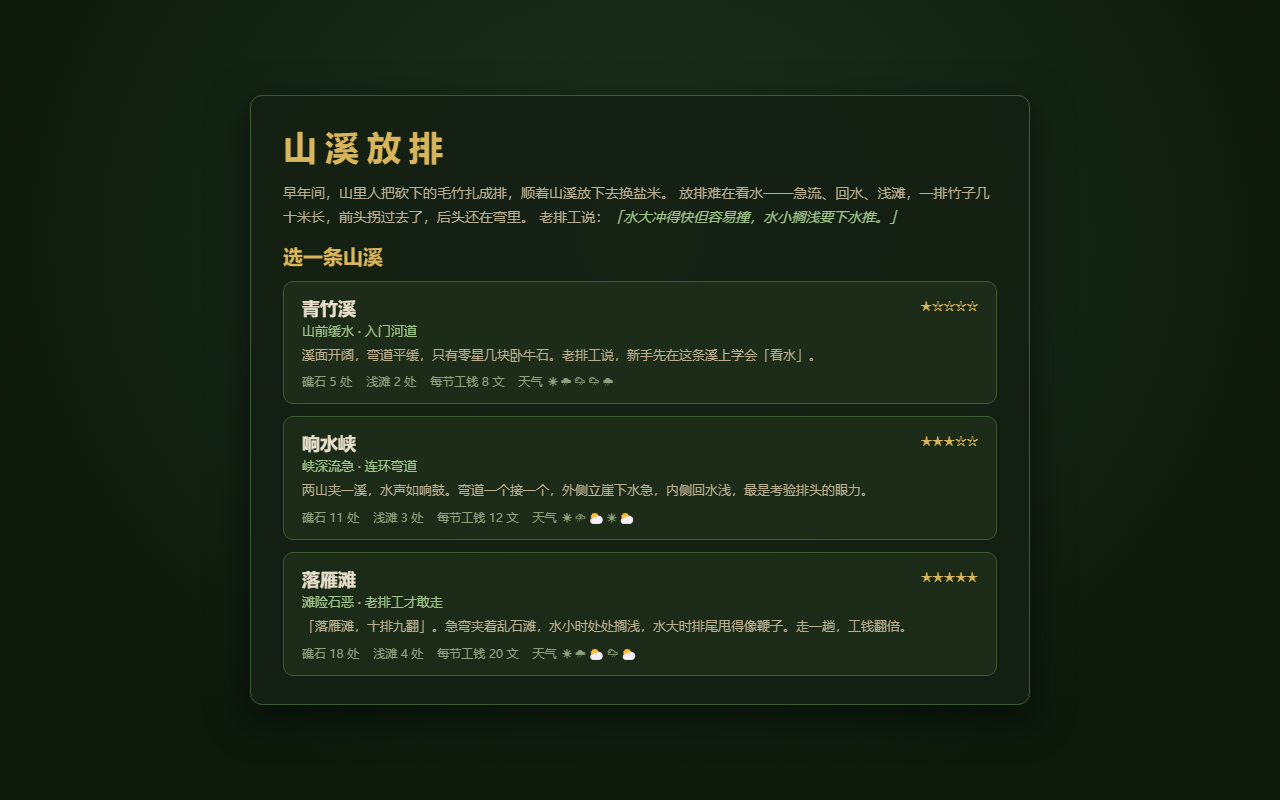 山溪放排
早年间，山里人把砍下的毛竹扎成排，顺着山溪放下去换盐米。 放排难在看水——急流、回水、浅滩，一排竹子几
十米长，前头拐过去了，后头还在弯里。 老排工说：「水大冲得快但容易撞，水小搁浅要下水推。」
选一条山溪
青竹溪 ★☆☆☆☆
山前缓水 · 入门河道
溪面开阔，弯道平缓，只有零星几块卧牛石。老排工说，新手先在这条溪上学会「看水」。
礁石 5 处 浅滩 2 处 每节工钱 8 文 天气
响水峡 ★★★☆☆
峡深流急 · 连环弯道
两山夹一溪，水声如响鼓。弯道一个接一个，外侧立崖下水急，内侧回水浅，最是考验排头的眼力。
礁石 11 处 浅滩 3 处 每节工钱 12 文 天气
落雁滩 ★★★★★
滩险石恶 · 老排工才敢走
「落雁滩，十排九翻」。急弯夹着乱石滩，水小时处处搁浅，水大时排尾甩得像鞭子。走一趟，工钱翻倍。
礁石 18 处 浅滩 4 处 每节工钱 20 文 天气